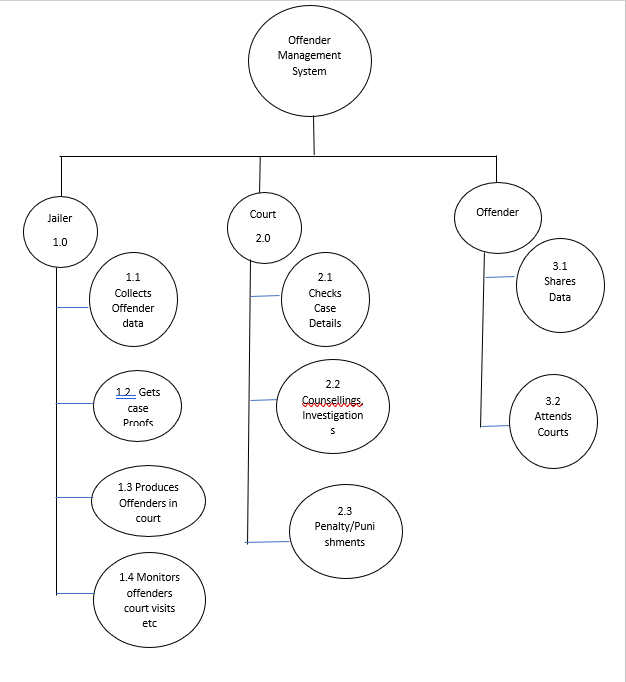 Offender
Management
System
Jailer
1.0
Court
2.0
Offender
1.1
Collects
Offender
data
2.1
Checks
Case
Details
3.1
Shares
Data
1.2 Gets
case
Proofs
2.2
Counsellings,
Investigation
s
3.2
Attends
Courts
1.3 Produces
Offenders in
court
2.3
Penalty/Puni
shments
1.4 Monitors
offenders
court visits
etc